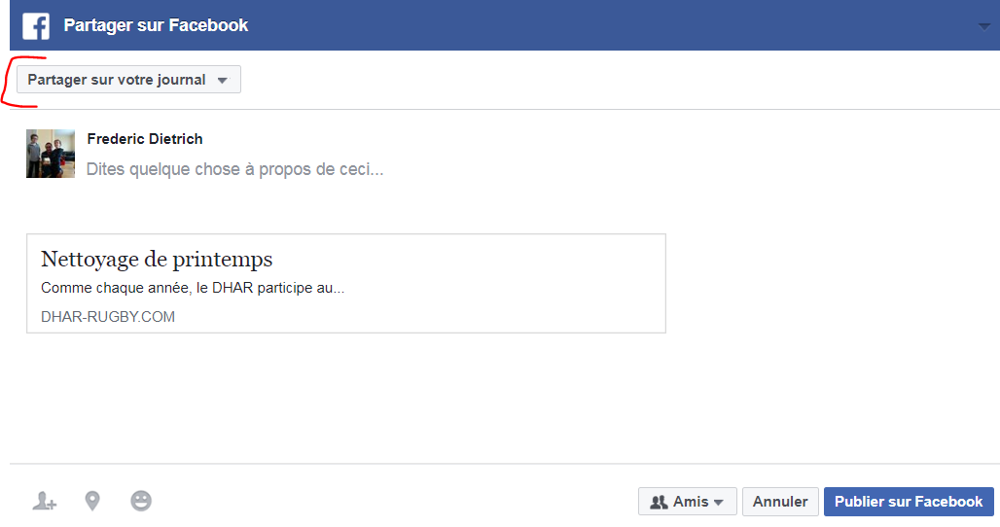 Partager sur Facebook
Partager sur votre journal
Frederic Dietrich
Dites quelque chose à propos de ceci...
Nettoyage de printemps
Comme chaque année, le DHAR participe au...
DHAR-RUGBY.COM
Amis
Annuler
Publier sur Facebook